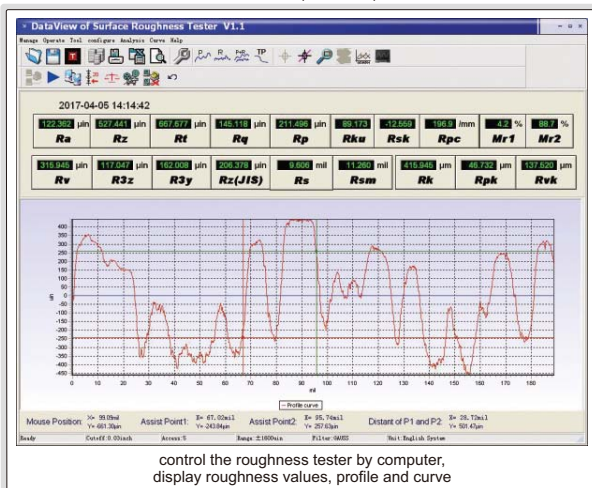 DataView of Surface Roughness Tester V1.1
Manage Operate Tool configure Analysis Curve Help
P R P+R TP
2017-04-05 14:14:42
122.362 μin 527.441 μin 667.677 μin 145.118 μin 211.496 μin 89.173 -12.559 196.9 /mm 4.2 % 88.7 %
Ra Rz Rt Rq Rp Rku Rsk Rpc Mr1 Mr2
315.945 μin 117.047 μin 162.008 μin 206.378 μin 9.606 mil 11.260 mil 415.945 μm 46.732 μm 137.520 μm
Rv R3z R3y Rz(JIS) Rs Rsm Rk Rpk Rvk
400
350
300
250
200
150
100
50
0
-50
-100
-150
-200
-250
-300
-350
-400
-450
uin
0 10 20 30 40 50 60 70 80 90 100 110 120 130 140 150 160 170 180
mil
Profile curve
Mouse Position: X= 99.09mil Assist Point1: X= 67.02mil Assist Point2: X= 95.74mil Distant of P1 and P2: X= 28.72mil
Y= -661.30μin Y= -243.84μin Y= 257.63μin Y= 501.47μin
Ready Cutoff:0.03inch Access:5 Range:±1600uin Filter:GAUSS Unit:English System
control the roughness tester by computer,
display roughness values, profile and curve